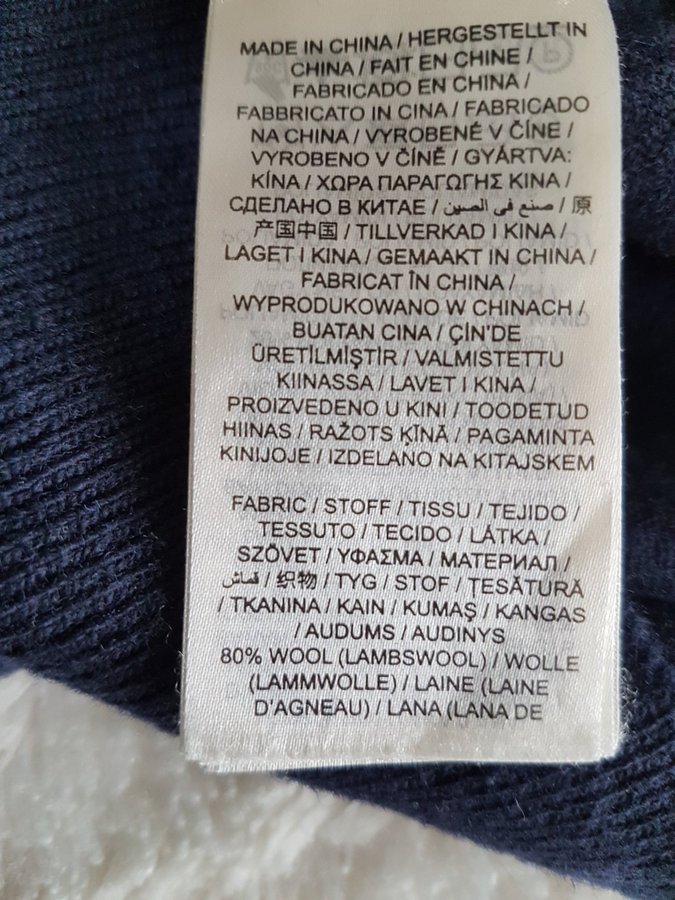 MADE IN CHINA / HERGESTELLT IN
CHINA / FAIT EN CHINE /
FABRICADO EN CHINA /
FABBRICATO IN CINA / FABRICADO
NA CHINA / VYROBENÉ V ČÍNE /
VYROBENO V ČÍNĚ / GYÁRTVA:
KÍNA / ΧΩΡΑ ΠΑΡΑΓΩΓΗΣ ΚΙΝΑ /
СДЕЛАНО В КИТАЕ / صنع في الصين / 原
产国中国 / TILLVERKAD I KINA /
LAGET I KINA / GEMAAKT IN CHINA /
FABRICAT ÎN CHINA /
WYPRODUKOWANO W CHINACH /
BUATAN CINA / ÇİN'DE
ÜRETİLMİŞTİR / VALMISTETTU
KIINASSA / LAVET I KINA /
PROIZVEDENO U KINI / TOODETUD
HIINAS / RAŽOTS ĶĪNĀ / PAGAMINTA
KINIJOJE / IZDELANO NA KITAJSKEM
FABRIC / STOFF / TISSU / TEJIDO /
TESSUTO / TECIDO / LÁTKA /
SZÖVET / ΥΦΑΣΜΑ / МАТЕРИАЛ /
قماش / 织物 / TYG / STOF / ȚESĂTURĂ
/ TKANINA / KAIN / KUMAŞ / KANGAS
/ AUDUMS / AUDINYS
80% WOOL (LAMBSWOOL) / WOLLE
(LAMMWOLLE) / LAINE (LAINE
D'AGNEAU) / LANA (LANA DE